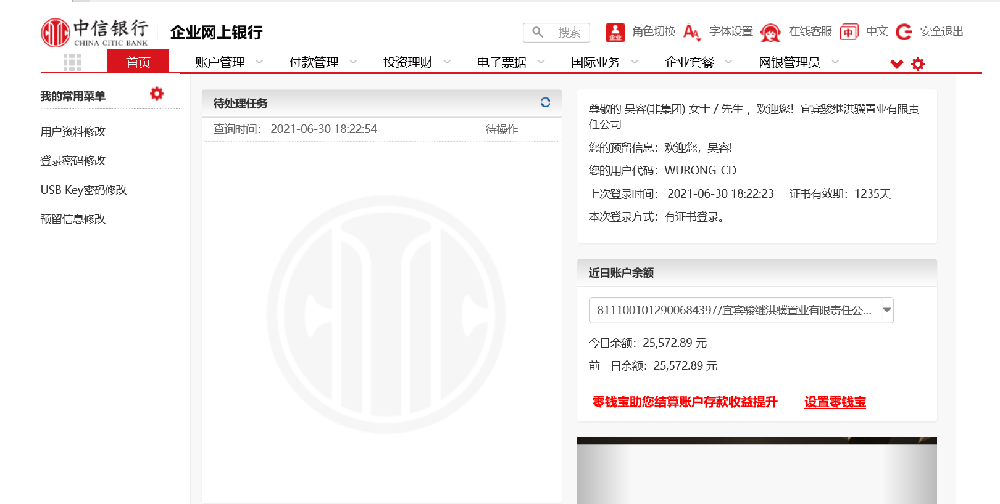 中信银行
CHINA CITIC BANK
企业网上银行
搜索
企业
角色切换
字体设置
在线客服
中
中文
安全退出
首页
账户管理
付款管理
投资理财
电子票据
国际业务
企业套餐
网银管理员
我的常用菜单
用户资料修改
登录密码修改
USB Key密码修改
预留信息修改
待处理任务
查询时间： 2021-06-30 18:22:54 待操作
尊敬的 吴容(非集团) 女士 / 先生 ，欢迎您！宜宾骏继洪骥置业有限责
任公司
您的预留信息：欢迎您，吴容!
您的用户代码：WURONG_CD
上次登录时间： 2021-06-30 18:22:23 证书有效期：1235天
本次登录方式：有证书登录。
近日账户余额
8111001012900684397/宜宾骏继洪骥置业有限责任公...
今日余额：25,572.89 元
前一日余额：25,572.89 元
零钱宝助您结算账户存款收益提升 设置零钱宝